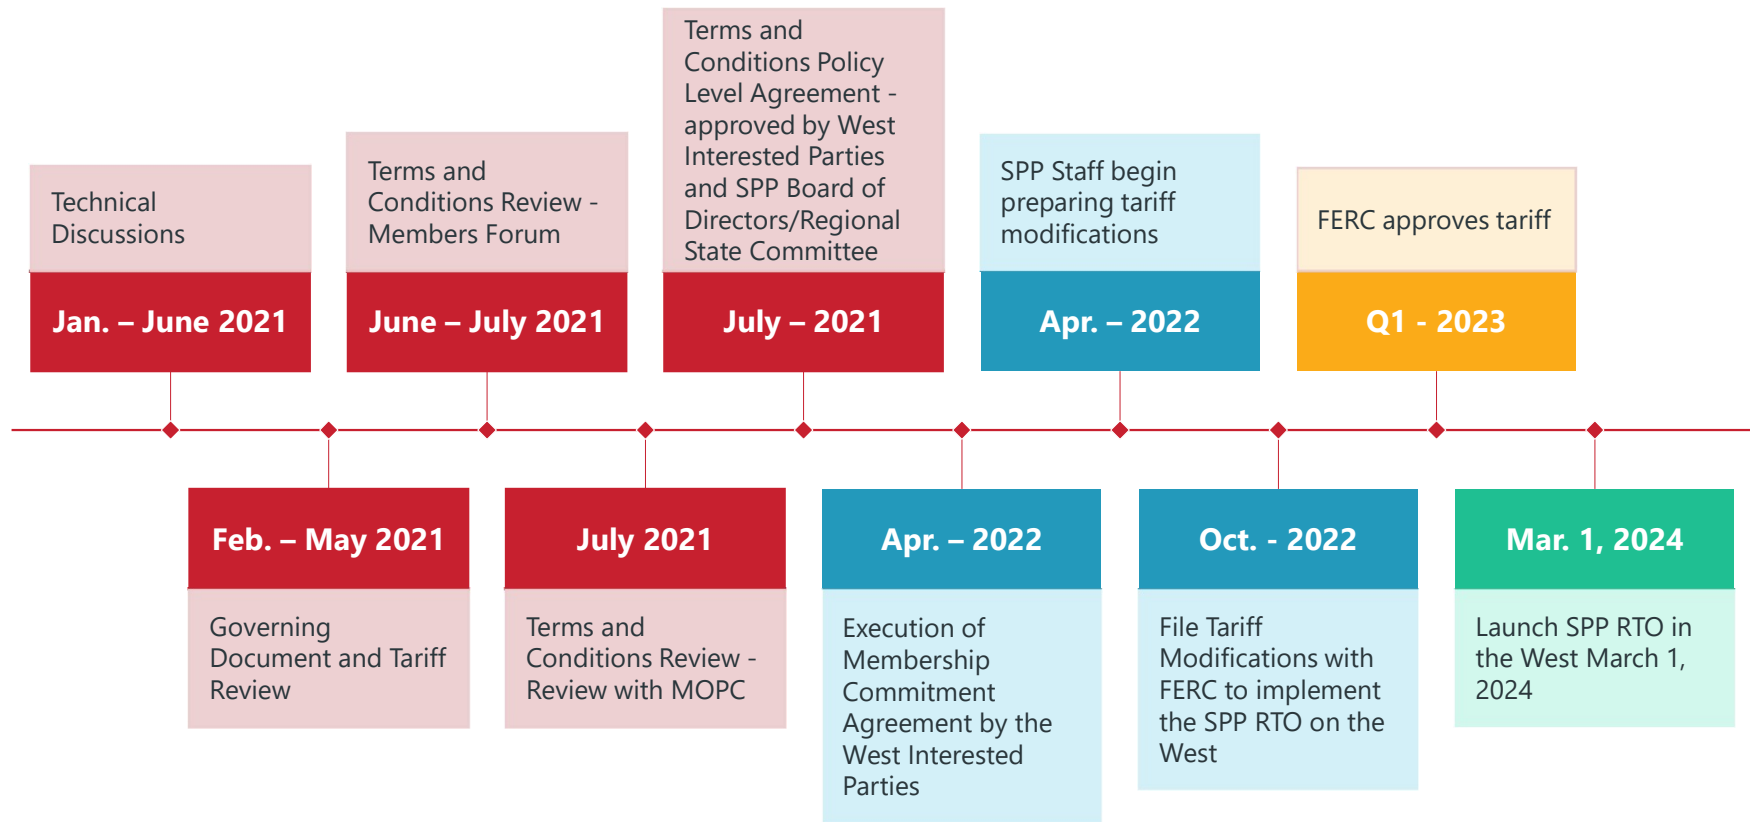 Technical
Discussions
Jan. – June 2021
Feb. – May 2021
Governing
Document and Tariff
Review
Terms and
Conditions Review -
Members Forum
June – July 2021
July 2021
Terms and
Conditions Review -
Review with MOPC
Terms and
Conditions Policy
Level Agreement -
approved by West
Interested Parties
and SPP Board of
Directors/Regional
State Committee
July – 2021
Apr. – 2022
Execution of
Membership
Commitment
Agreement by the
West Interested
Parties
SPP Staff begin
preparing tariff
modifications
Apr. – 2022
Oct. - 2022
File Tariff
Modifications with
FERC to implement
the SPP RTO on the
West
FERC approves tariff
Q1 - 2023
Mar. 1, 2024
Launch SPP RTO in
the West March 1,
2024